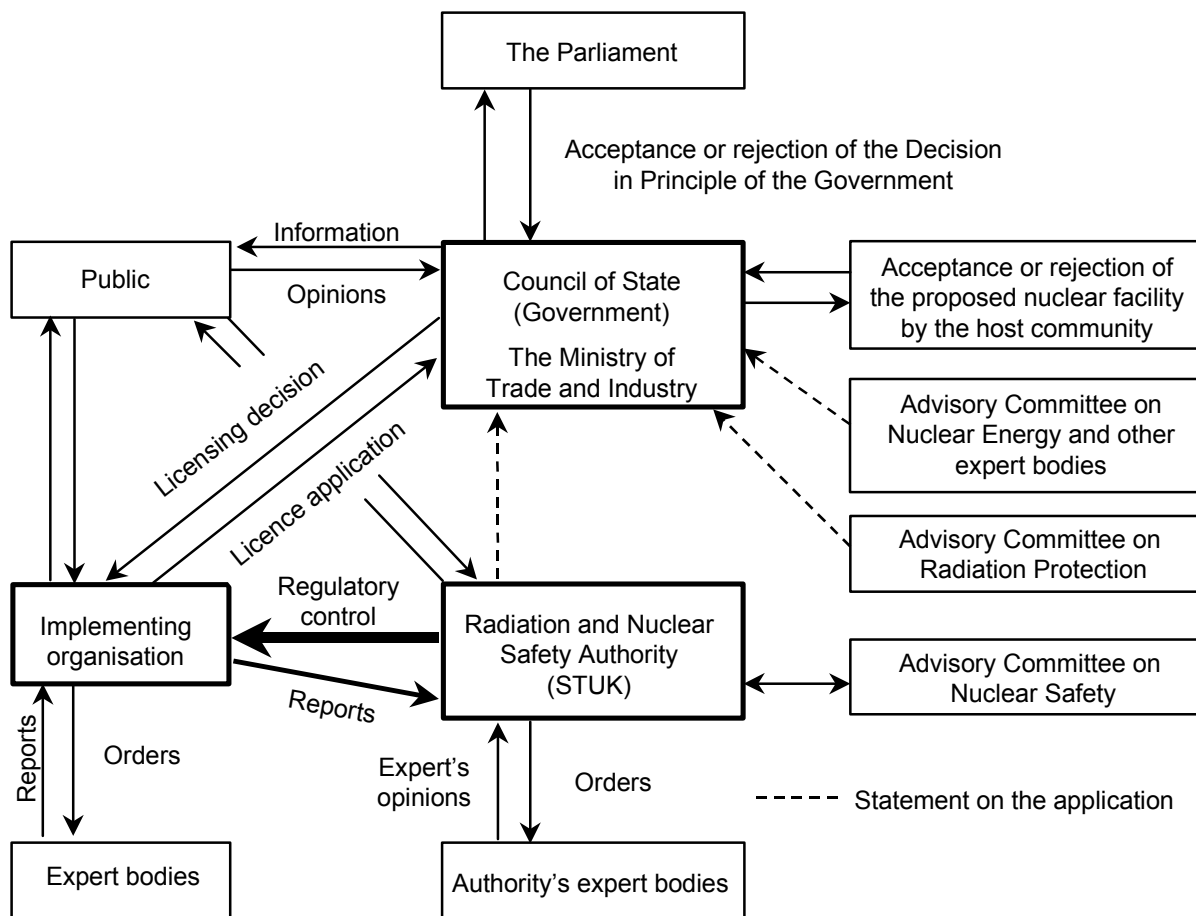 The Parliament
Acceptance or rejection of the Decision
in Principle of the Government
Information
Public
Opinions
Council of State
(Government)
The Ministry of
Trade and Industry
Acceptance or rejection of
the proposed nuclear facility
by the host community
Advisory Committee on
Nuclear Energy and other
expert bodies
Licensing decision
Licence application
Advisory Committee on
Radiation Protection
Regulatory
control
Implementing
organisation
Radiation and Nuclear
Safety Authority
(STUK)
Advisory Committee on
Nuclear Safety
Reports
Reports
Orders
Expert's
opinions
Orders
Statement on the application
Expert bodies
Authority's expert bodies